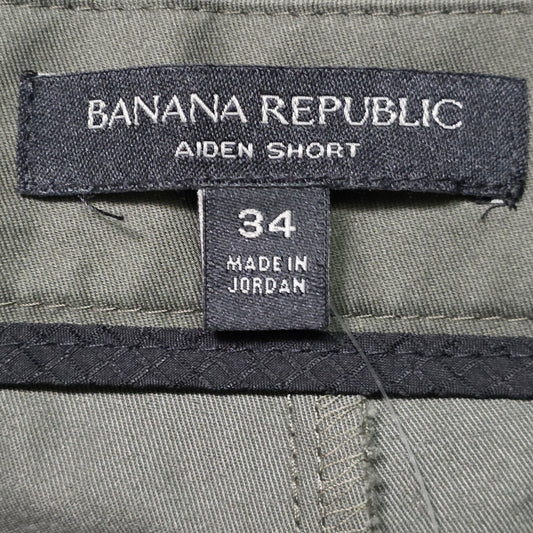 BANANA REPUBLIC
AIDEN SHORT
34
MADE IN
JORDAN